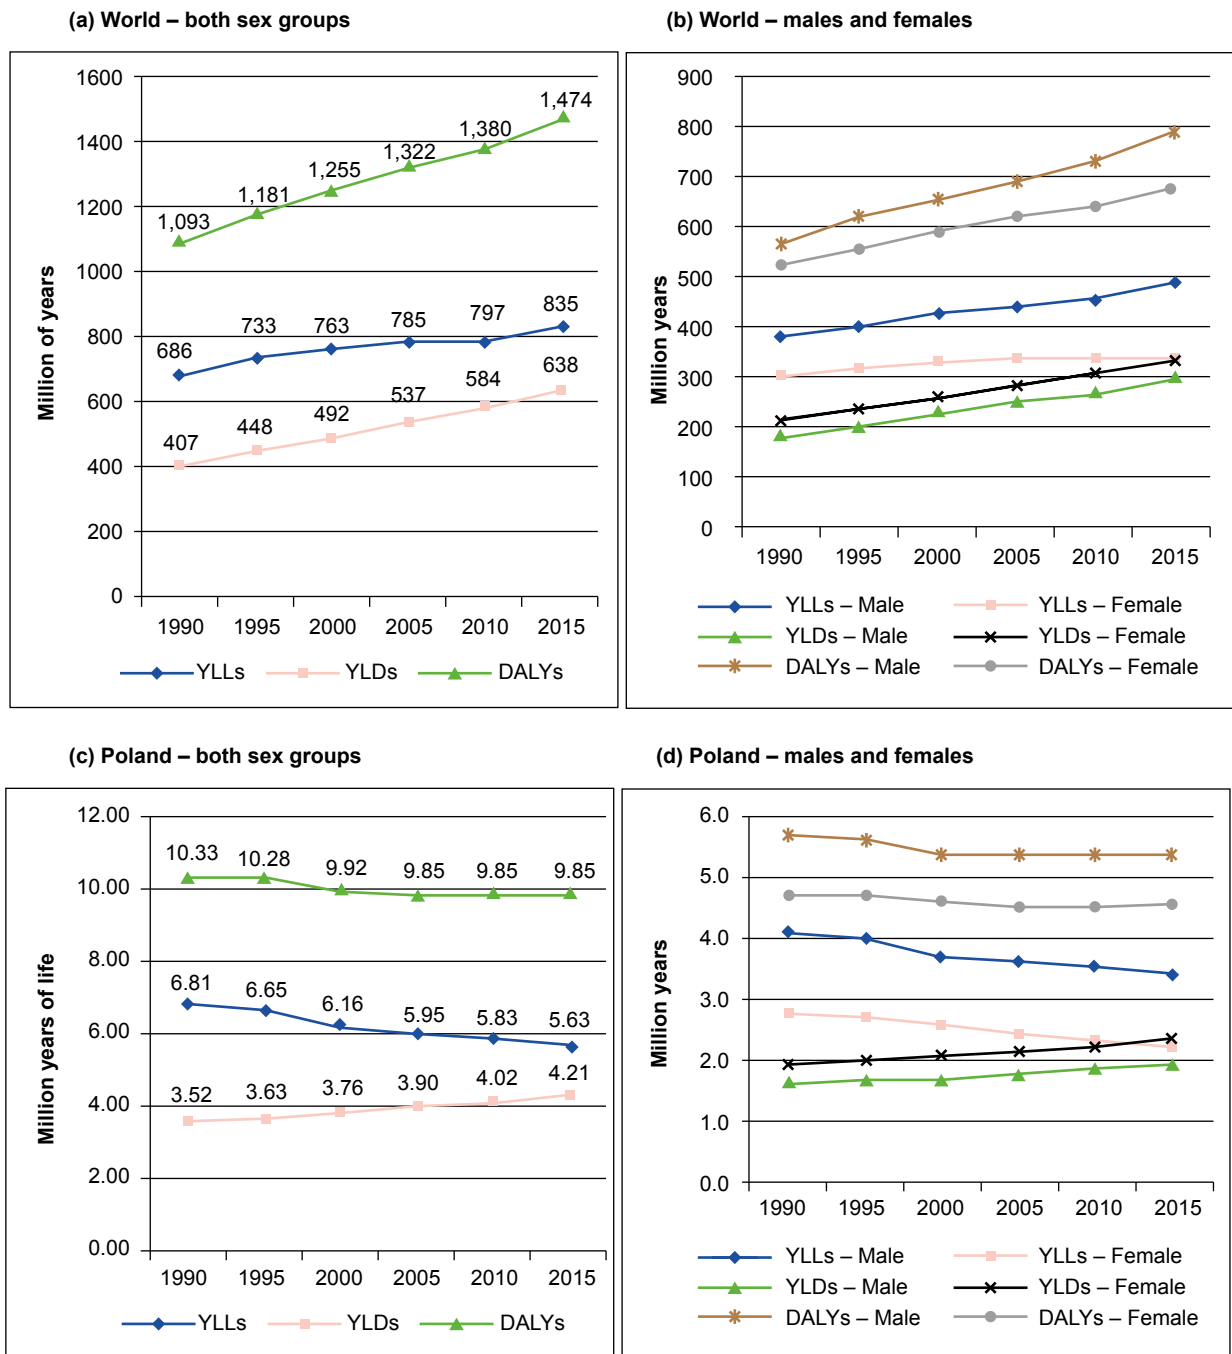 (a) World – both sex groups
1600
1400
1200
1000
800
600
400
200
0
Million of years
1,093
1,181
1,255
1,322
1,380
1,474
686
733
763
785
797
835
407
448
492
537
584
638
1990 1995 2000 2005 2010 2015
YLLs YLDs DALYs
(b) World – males and females
900
800
700
600
500
400
300
200
100
0
Million years
1990 1995 2000 2005 2010 2015
YLLs – Male YLLs – Female
YLDs – Male YLDs – Female
DALYs – Male DALYs – Female
(c) Poland – both sex groups
12.00
10.00
8.00
6.00
4.00
2.00
0.00
Million years of life
10.33 10.28 9.92 9.85 9.85 9.85
6.81 6.65 6.16 5.95 5.83 5.63
3.52 3.63 3.76 3.90 4.02 4.21
1990 1995 2000 2005 2010 2015
YLLs YLDs DALYs
(d) Poland – males and females
6.0
5.0
4.0
3.0
2.0
1.0
0.0
Million years
1990 1995 2000 2005 2010 2015
YLLs – Male YLLs – Female
YLDs – Male YLDs – Female
DALYs – Male DALYs – Female